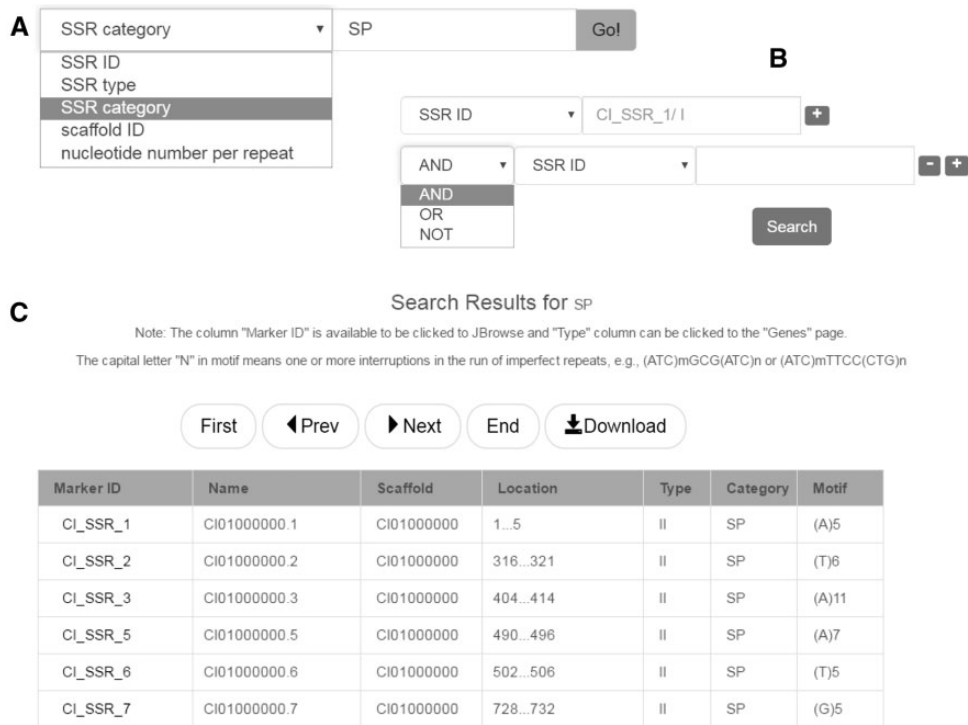 A
SSR category SP Go!
SSR ID
SSR type
SSR category
scaffold ID
nucleotide number per repeat
B
SSR ID CI_SSR_1/ I +
AND SSR ID - +
AND
OR
NOT
Search
C
Search Results for SP
Note: The column "Marker ID" is available to be clicked to JBrowse and "Type" column can be clicked to the "Genes" page.
The capital letter "N" in motif means one or more interruptions in the run of imperfect repeats, e.g., (ATC)mGCG(ATC)n or (ATC)mTTCC(CTG)n
First Prev Next End Download
Marker ID Name Scaffold Location Type Category Motif
CI_SSR_1 CI01000000.1 CI01000000 1...5 II SP (A)5
CI_SSR_2 CI01000000.2 CI01000000 316...321 II SP (T)6
CI_SSR_3 CI01000000.3 CI01000000 404...414 II SP (A)11
CI_SSR_5 CI01000000.5 CI01000000 490...496 II SP (A)7
CI_SSR_6 CI01000000.6 CI01000000 502...506 II SP (T)5
CI_SSR_7 CI01000000.7 CI01000000 728...732 II SP (G)5